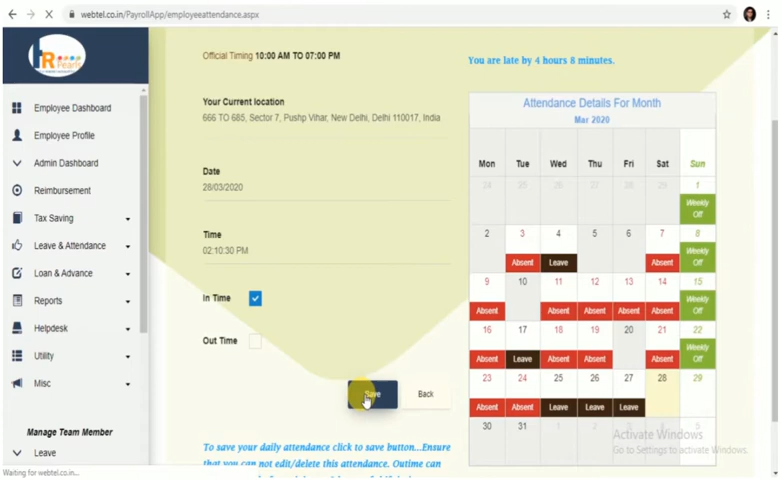 webtel.co.in/PayrollApp/employeeattendance.aspx
HR
Pearls
Employee Dashboard
Employee Profile
Admin Dashboard
Reimbursement
Tax Saving
Leave & Attendance
Loan & Advance
Reports
Helpdesk
Utility
Misc
Manage Team Member
Leave
Waiting for webtel.co.in...
Official Timing 10:00 AM TO 07:00 PM
Your Current location
666 TO 685, Sector 7, Pushp Vihar, New Delhi, Delhi 110017, India
Date
28/03/2020
Time
02:10:30 PM
In Time
Out Time
Save Back
To save your daily attendance click to save button...Ensure
that you can not edit/delete this attendance. Outime can
You are late by 4 hours 8 minutes.
Attendance Details For Month
Mar 2020
Mon Tue Wed Thu Fri Sat Sun
24 25 26 27 28 29 1
Weekly
Off
2 3 4 5 6 7 8
Absent Leave Absent Weekly Off
9 10 11 12 13 14 15
Absent Absent Absent Absent Absent Weekly Off
16 17 18 19 20 21 22
Absent Leave Absent Absent Absent Weekly Off
23 24 25 26 27 28 29
Absent Absent Leave Leave Leave
30 31 1 2 3 4 5
Activate Windows
Go to Settings to activate Windows.